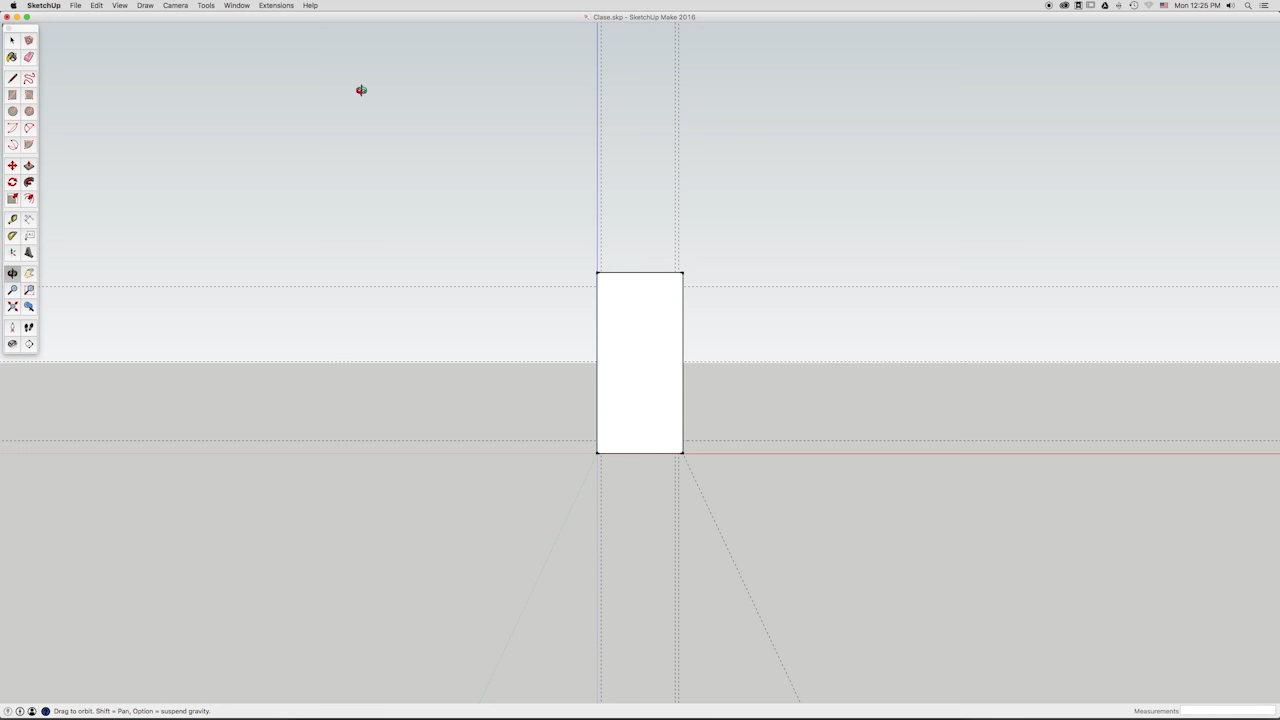 SketchUp File Edit View Draw Camera Tools Window Extensions Help Mon 12:25 PM
Clase.skp - SketchUp Make 2016
Drag to orbit. Shift = Pan, Option = suspend gravity. Measurements